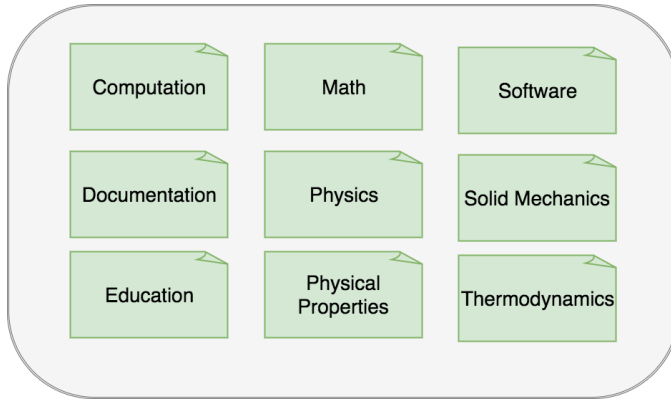 Computation
Math
Software
Documentation
Physics
Solid Mechanics
Education
Physical
Properties
Thermodynamics